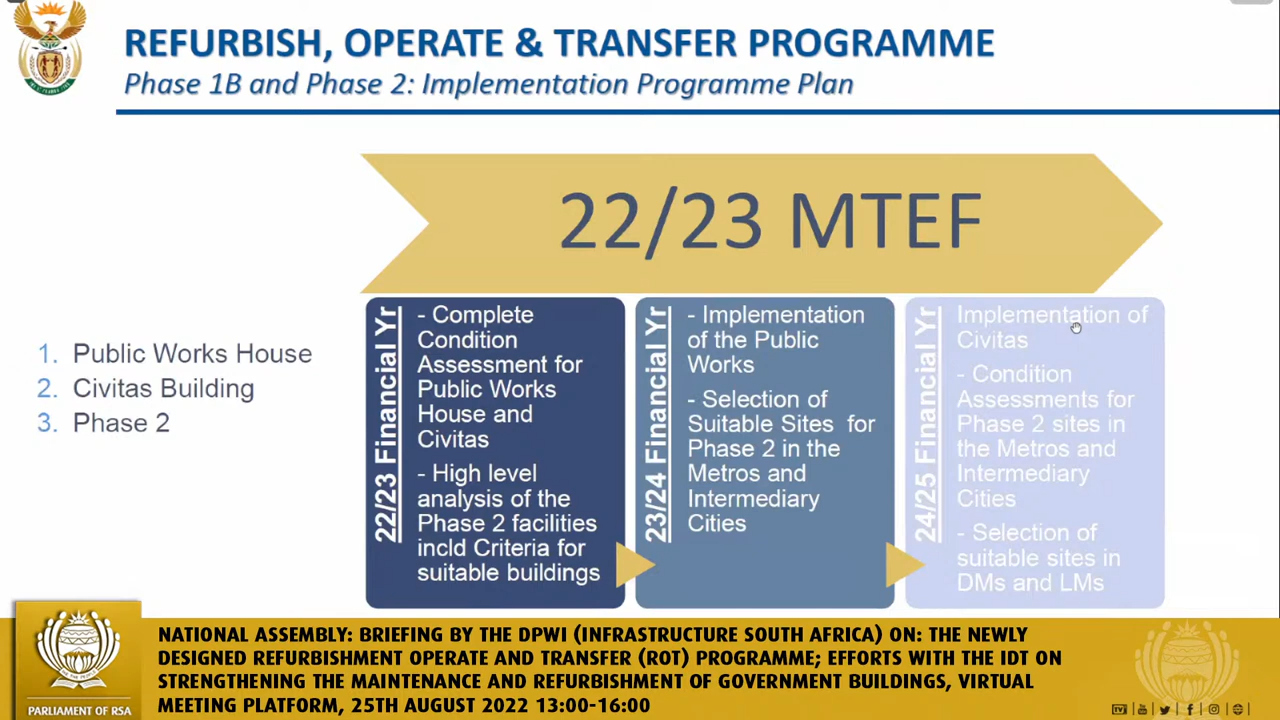 REFURBISH, OPERATE & TRANSFER PROGRAMME
Phase 1B and Phase 2: Implementation Programme Plan
22/23 MTEF
1. Public Works House
2. Civitas Building
3. Phase 2
22/23 Financial Yr
- Complete
Condition
Assessment for
Public Works
House and
Civitas
- High level
analysis of the
Phase 2 facilities
incld Criteria for
suitable buildings
23/24 Financial Yr
- Implementation
of the Public
Works
- Selection of
Suitable Sites for
Phase 2 in the
Metros and
Intermediary
Cities
24/25 Financial Yr
Implementation of
Civitas
- Condition
Assessments for
Phase 2 sites in
the Metros and
Intermediary
Cities
- Selection of
suitable sites in
DMs and LMs
NATIONAL ASSEMBLY: BRIEFING BY THE DPWI (INFRASTRUCTURE SOUTH AFRICA) ON: THE NEWLY
DESIGNED REFURBISHMENT OPERATE AND TRANSFER (ROT) PROGRAMME; EFFORTS WITH THE IDT ON
STRENGTHENING THE MAINTENANCE AND REFURBISHMENT OF GOVERNMENT BUILDINGS, VIRTUAL
MEETING PLATFORM, 25TH AUGUST 2022 13:00-16:00
PARLIAMENT OF RSA